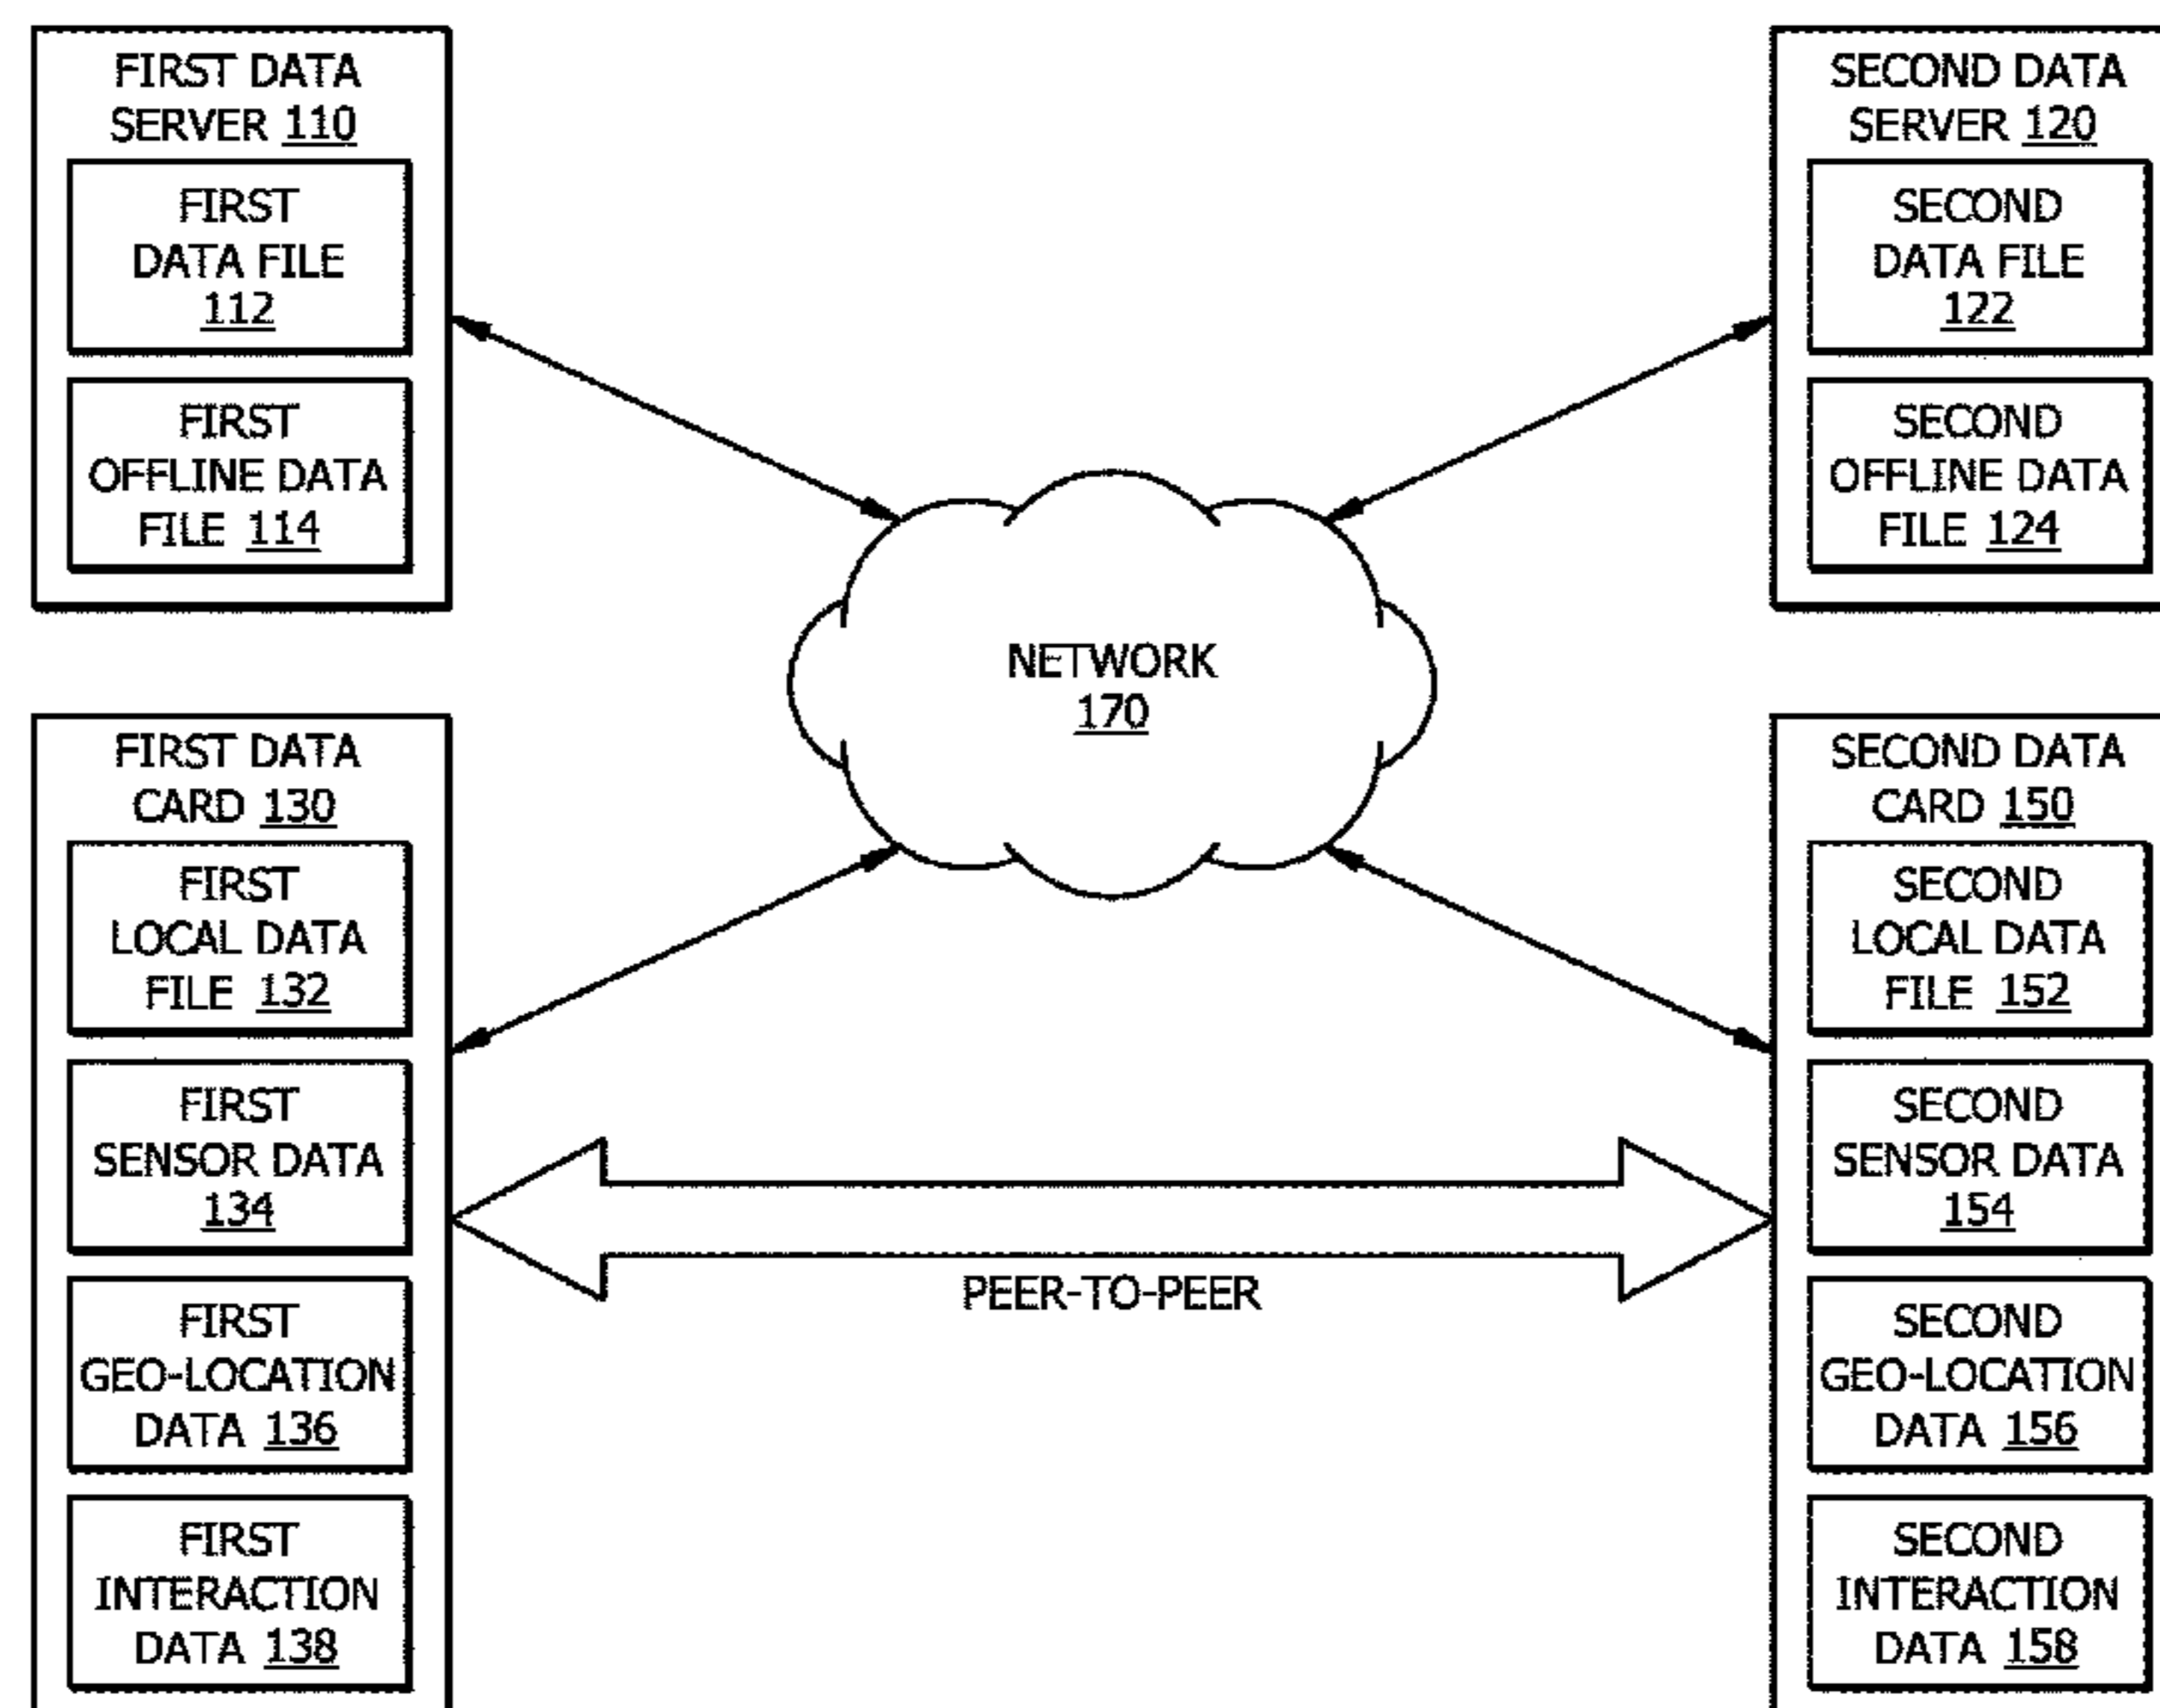 FIRST DATA
SERVER 110
FIRST
DATA FILE
112
FIRST
OFFLINE DATA
FILE 114
SECOND DATA
SERVER 120
SECOND
DATA FILE
122
SECOND
OFFLINE DATA
FILE 124
NETWORK
170
FIRST DATA
CARD 130
FIRST
LOCAL DATA
FILE 132
FIRST
SENSOR DATA
134
FIRST
GEO-LOCATION
DATA 136
FIRST
INTERACTION
DATA 138
PEER-TO-PEER
SECOND DATA
CARD 150
SECOND
LOCAL DATA
FILE 152
SECOND
SENSOR DATA
154
SECOND
GEO-LOCATION
DATA 156
SECOND
INTERACTION
DATA 158